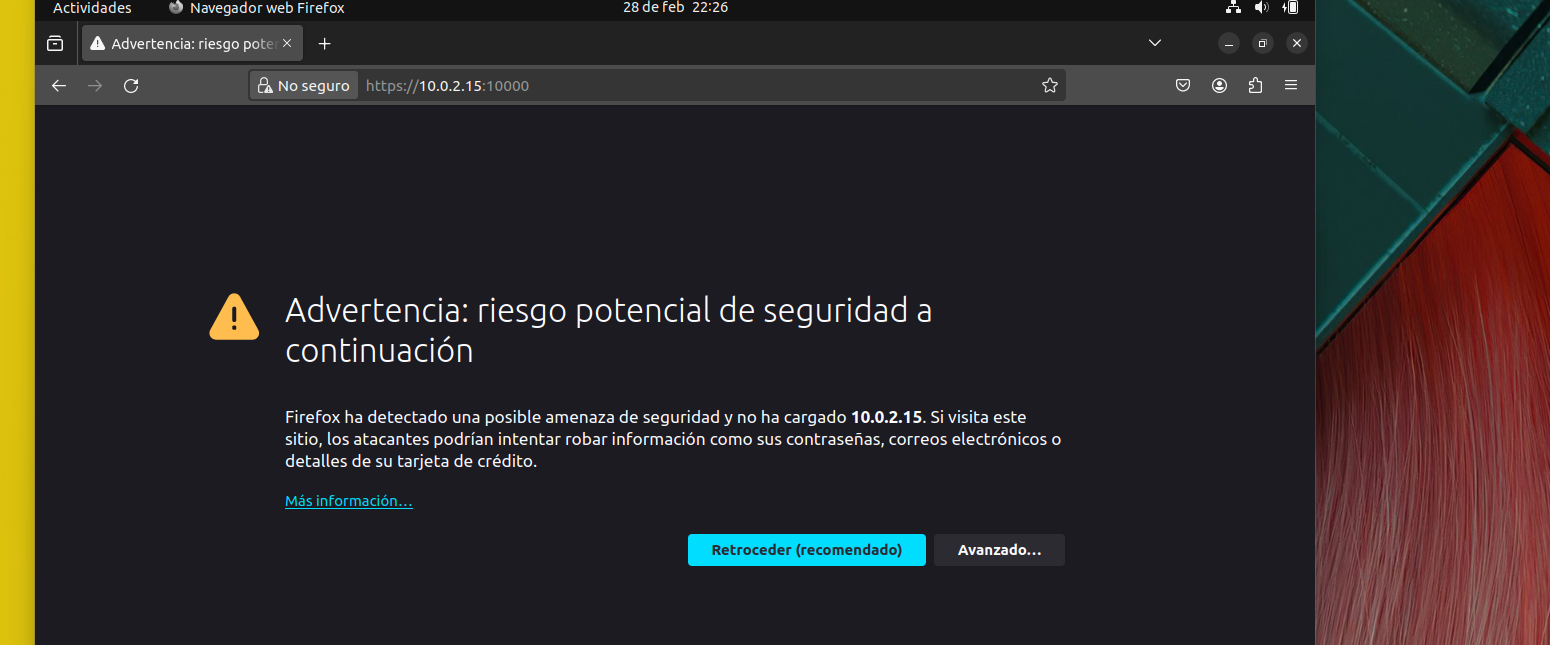 Actividades Navegador web Firefox 28 de feb 22:26
Advertencia: riesgo poten
No seguro https://10.0.2.15:10000
Advertencia: riesgo potencial de seguridad a
continuación
Firefox ha detectado una posible amenaza de seguridad y no ha cargado 10.0.2.15. Si visita este
sitio, los atacantes podrían intentar robar información como sus contraseñas, correos electrónicos o
detalles de su tarjeta de crédito.
Más información...
Retroceder (recomendado) Avanzado...